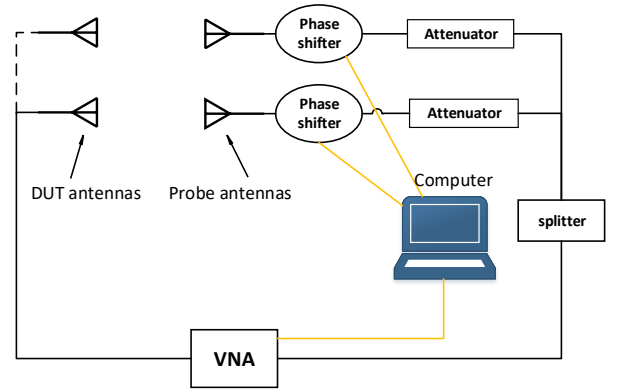 Phase
shifter
Attenuator
Phase
shifter
Attenuator
DUT antennas
Probe antennas
Computer
splitter
VNA